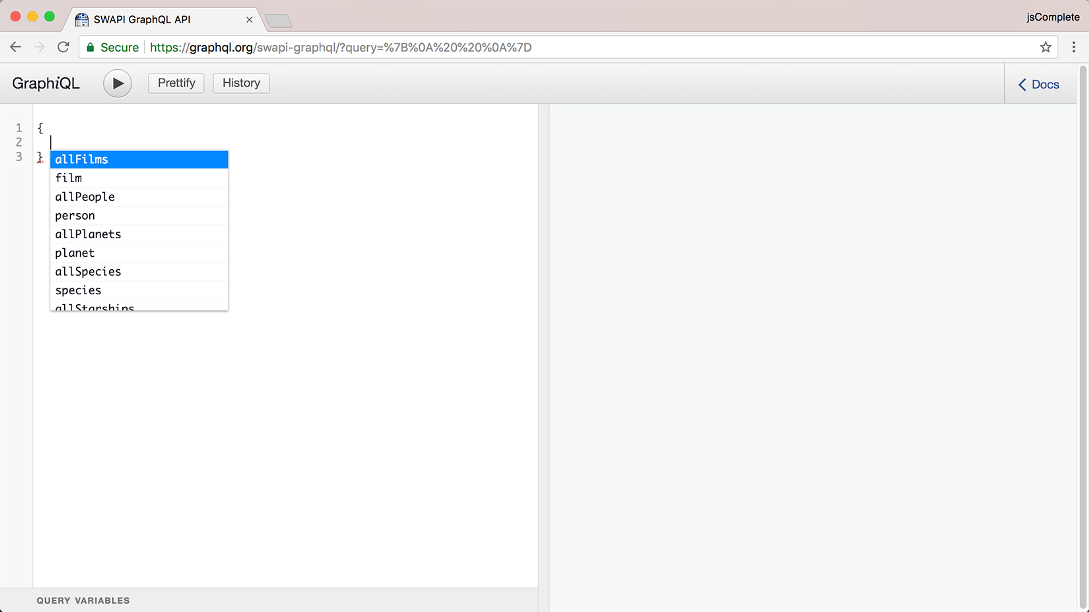 SWAPI GraphQL API
jsComplete
Secure https://graphql.org/swapi-graphql/?query=%7B%0A%20%20%0A%7D
GraphiQL Prettify History Docs
1 {
2
3 }
allFilms
film
allPeople
person
allPlanets
planet
allSpecies
species
allStarships
QUERY VARIABLES